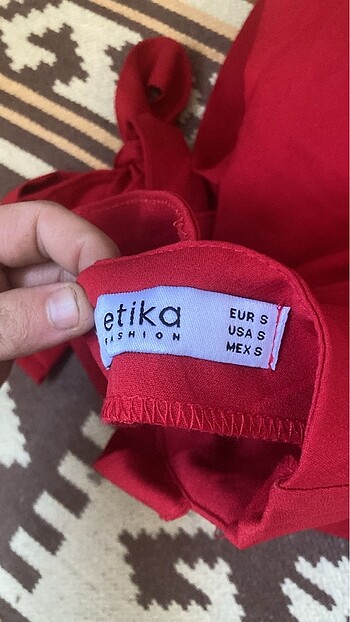 etika
FASHION
EUR S
USA S
MEX S